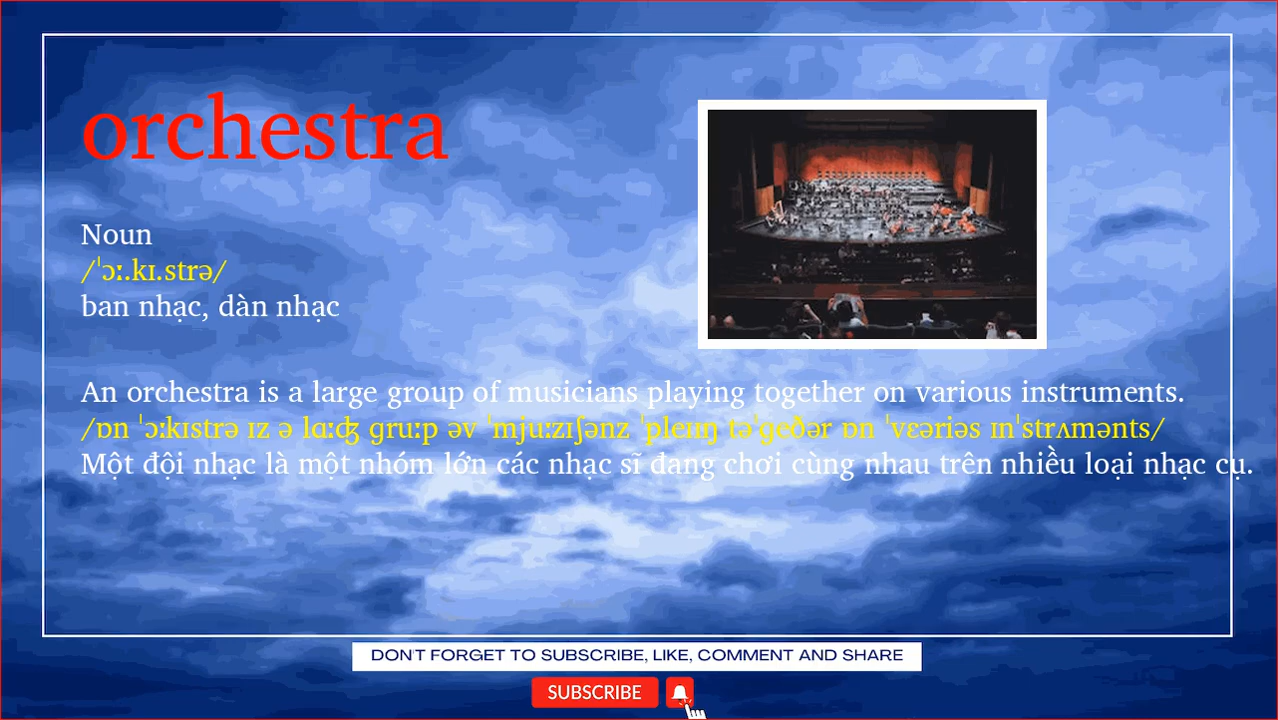 orchestra
Noun
/ˈɔː.kɪ.strə/
ban nhạc, dàn nhạc
An orchestra is a large group of musicians playing together on various instruments.
/ɒn ˈɔːkɪstrə ɪz ə lɑːʤ ɡruːp əv ˈmjuːzɪʃənz ˈpleɪɪŋ təˈɡeðər ɒn ˈvɛəriəs ɪnˈstrʌmənts/
Một đội nhạc là một nhóm lớn các nhạc sĩ đang chơi cùng nhau trên nhiều loại nhạc cụ.
DON'T FORGET TO SUBSCRIBE, LIKE, COMMENT AND SHARE
SUBSCRIBE